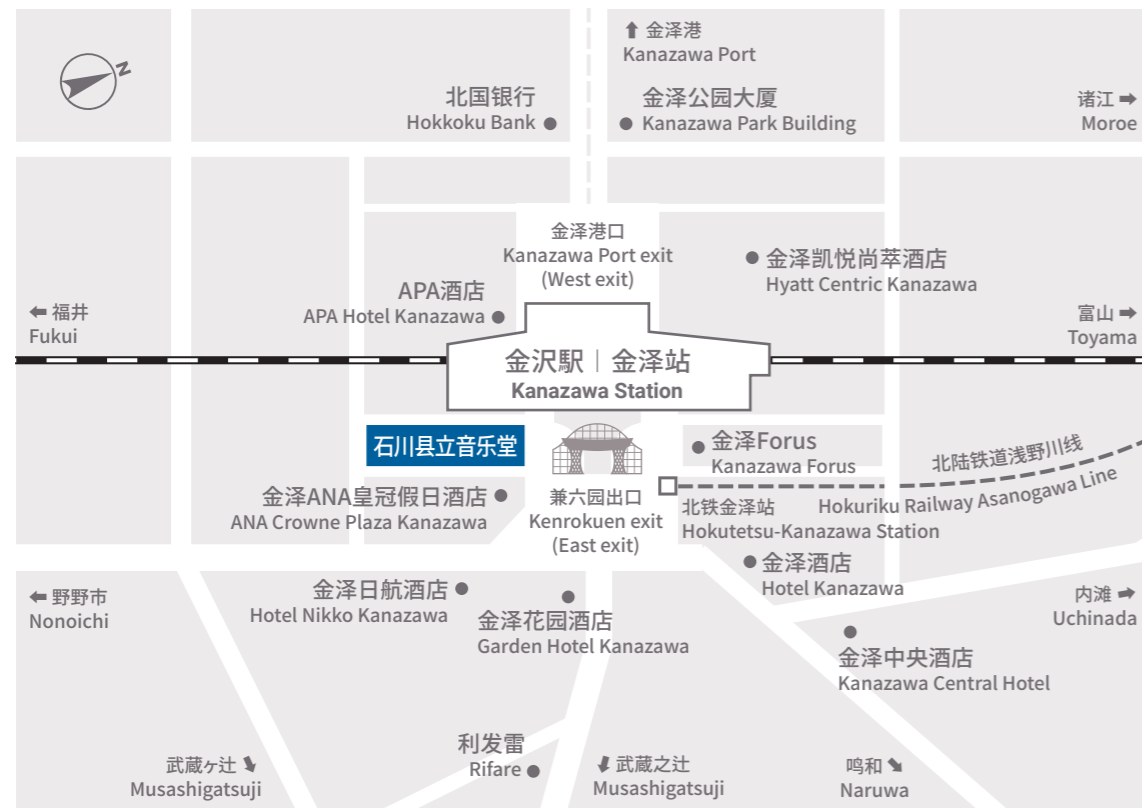 N
金泽港
Kanazawa Port
北国银行
Hokkoku Bank
金泽公园大厦
Kanazawa Park Building
诸江
Moroe
金泽港口
Kanazawa Port exit
(West exit)
金泽凯悦尚萃酒店
Hyatt Centric Kanazawa
APA酒店
APA Hotel Kanazawa
福井
Fukui
富山
Toyama
金沢駅｜金泽站
Kanazawa Station
石川县立音乐堂
金泽Forus
Kanazawa Forus
北陆铁道浅野川线
Hokuriku Railway Asanogawa Line
金泽ANA皇冠假日酒店
ANA Crowne Plaza Kanazawa
兼六园出口
Kenrokuen exit
(East exit)
北铁金泽站
Hokutetsu-Kanazawa Station
金泽酒店
Hotel Kanazawa
野野市
Nonoichi
金泽日航酒店
Hotel Nikko Kanazawa
金泽花园酒店
Garden Hotel Kanazawa
内滩
Uchinada
金泽中央酒店
Kanazawa Central Hotel
利发雷
Rifare
武蔵ヶ辻
Musashigatsuji
武蔵之辻
Musashigatsuji
鸣和
Naruwa